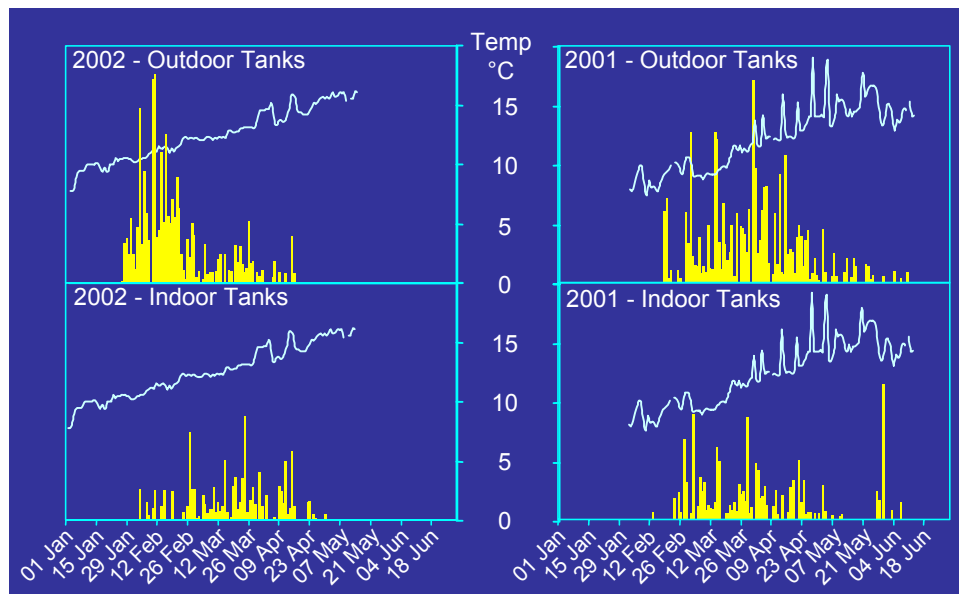 2002 - Outdoor Tanks
Temp
°C
2001 - Outdoor Tanks
15
10
5
0
2002 - Indoor Tanks
2001 - Indoor Tanks
15
10
5
0
01 Jan
15 Jan
29 Jan
12 Feb
26 Feb
12 Mar
26 Mar
09 Apr
23 Apr
07 May
21 May
04 Jun
18 Jun
01 Jan
15 Jan
29 Jan
12 Feb
26 Feb
12 Mar
26 Mar
09 Apr
23 Apr
07 May
21 May
04 Jun
18 Jun